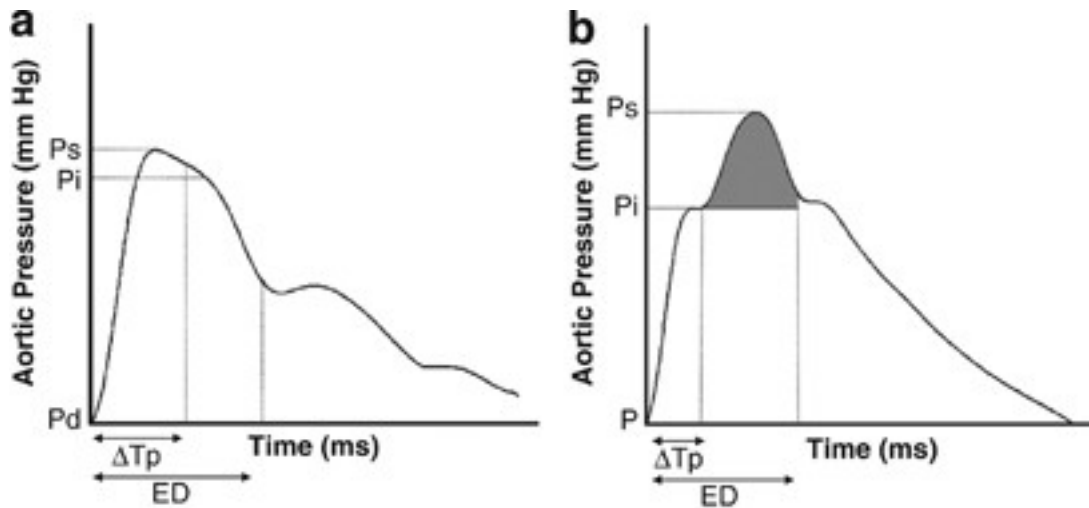 a
Aortic Pressure (mm Hg)
Ps
Pi
Pd
ΔTp
Time (ms)
ED
b
Aortic Pressure (mm Hg)
Ps
Pi
P
ΔTp
Time (ms)
ED